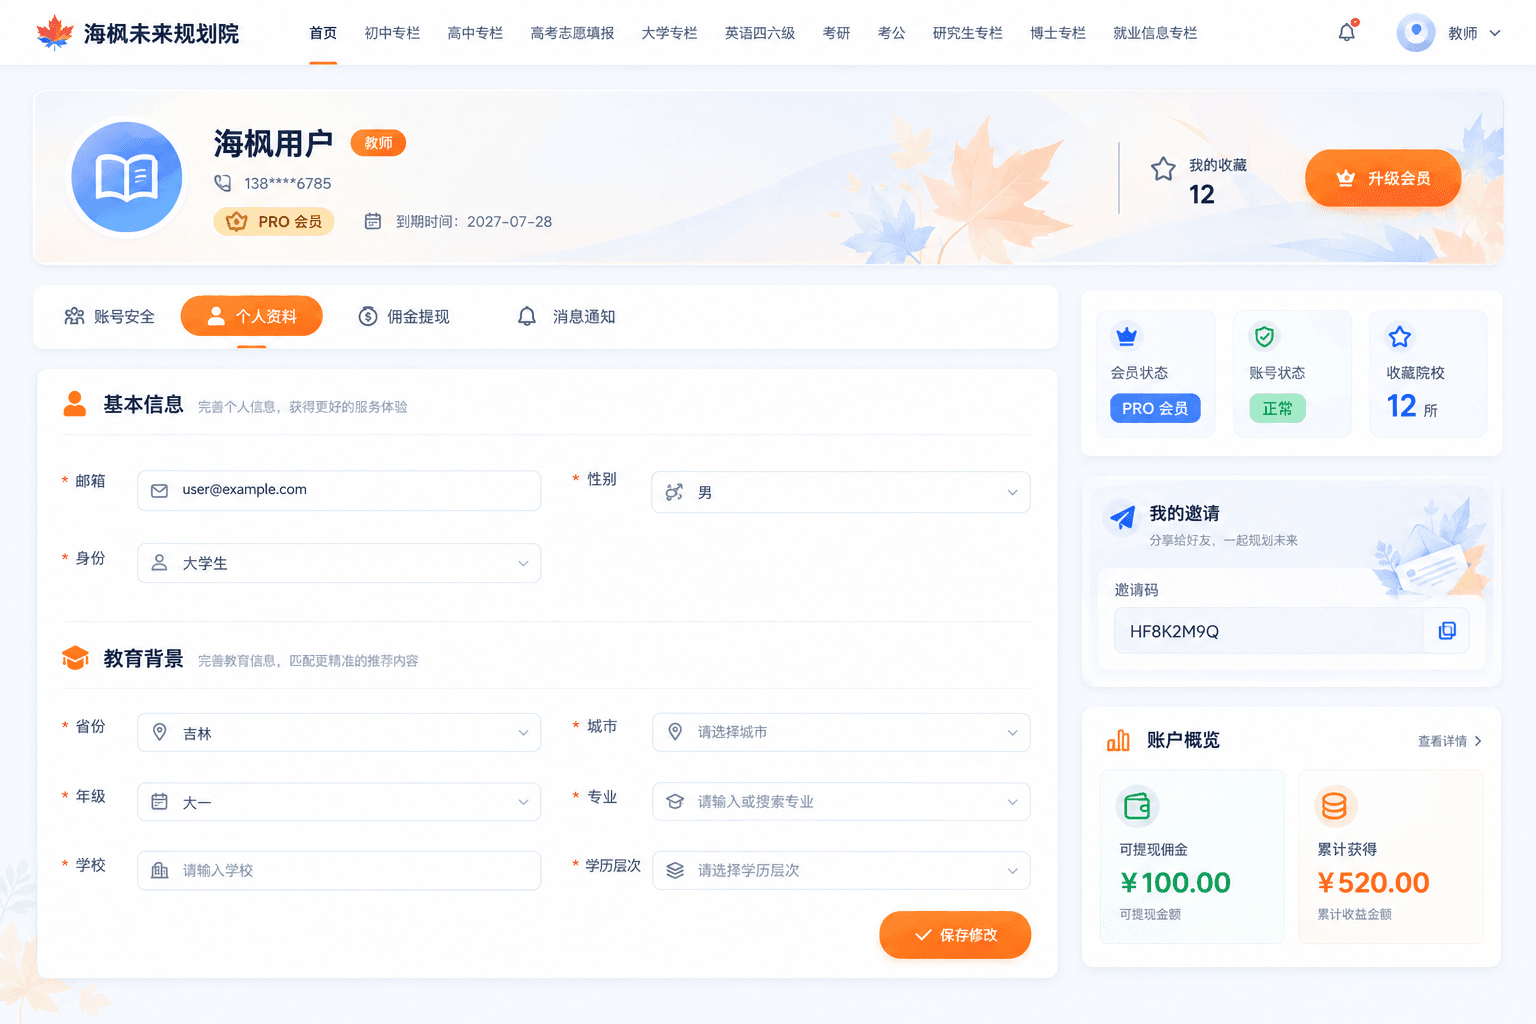 海枫未来规划院
首页 初中专栏 高中专栏 高考志愿填报 大学专栏 英语四六级 考研 考公 研究生专栏 博士专栏 就业信息专栏
教师
海枫用户
教师
138****6785
PRO 会员
到期时间：2027-07-28
我的收藏
12
升级会员
账号安全 个人资料 佣金提现 消息通知
基本信息 完善个人信息，获得更好的服务体验
* 邮箱 user@example.com
* 性别 男
* 身份 大学生
教育背景 完善教育信息，匹配更精准的推荐内容
* 省份 吉林
* 城市 请选择城市
* 年级 大一
* 专业 请输入或搜索专业
* 学校 请输入学校
* 学历层次 请选择学历层次
保存修改
会员状态
PRO 会员
账号状态
正常
收藏院校
12 所
我的邀请
分享给好友，一起规划未来
邀请码
HF8K2M9Q
账户概览
查看详情
可提现佣金
¥100.00
可提现金额
累计获得
¥520.00
累计收益金额